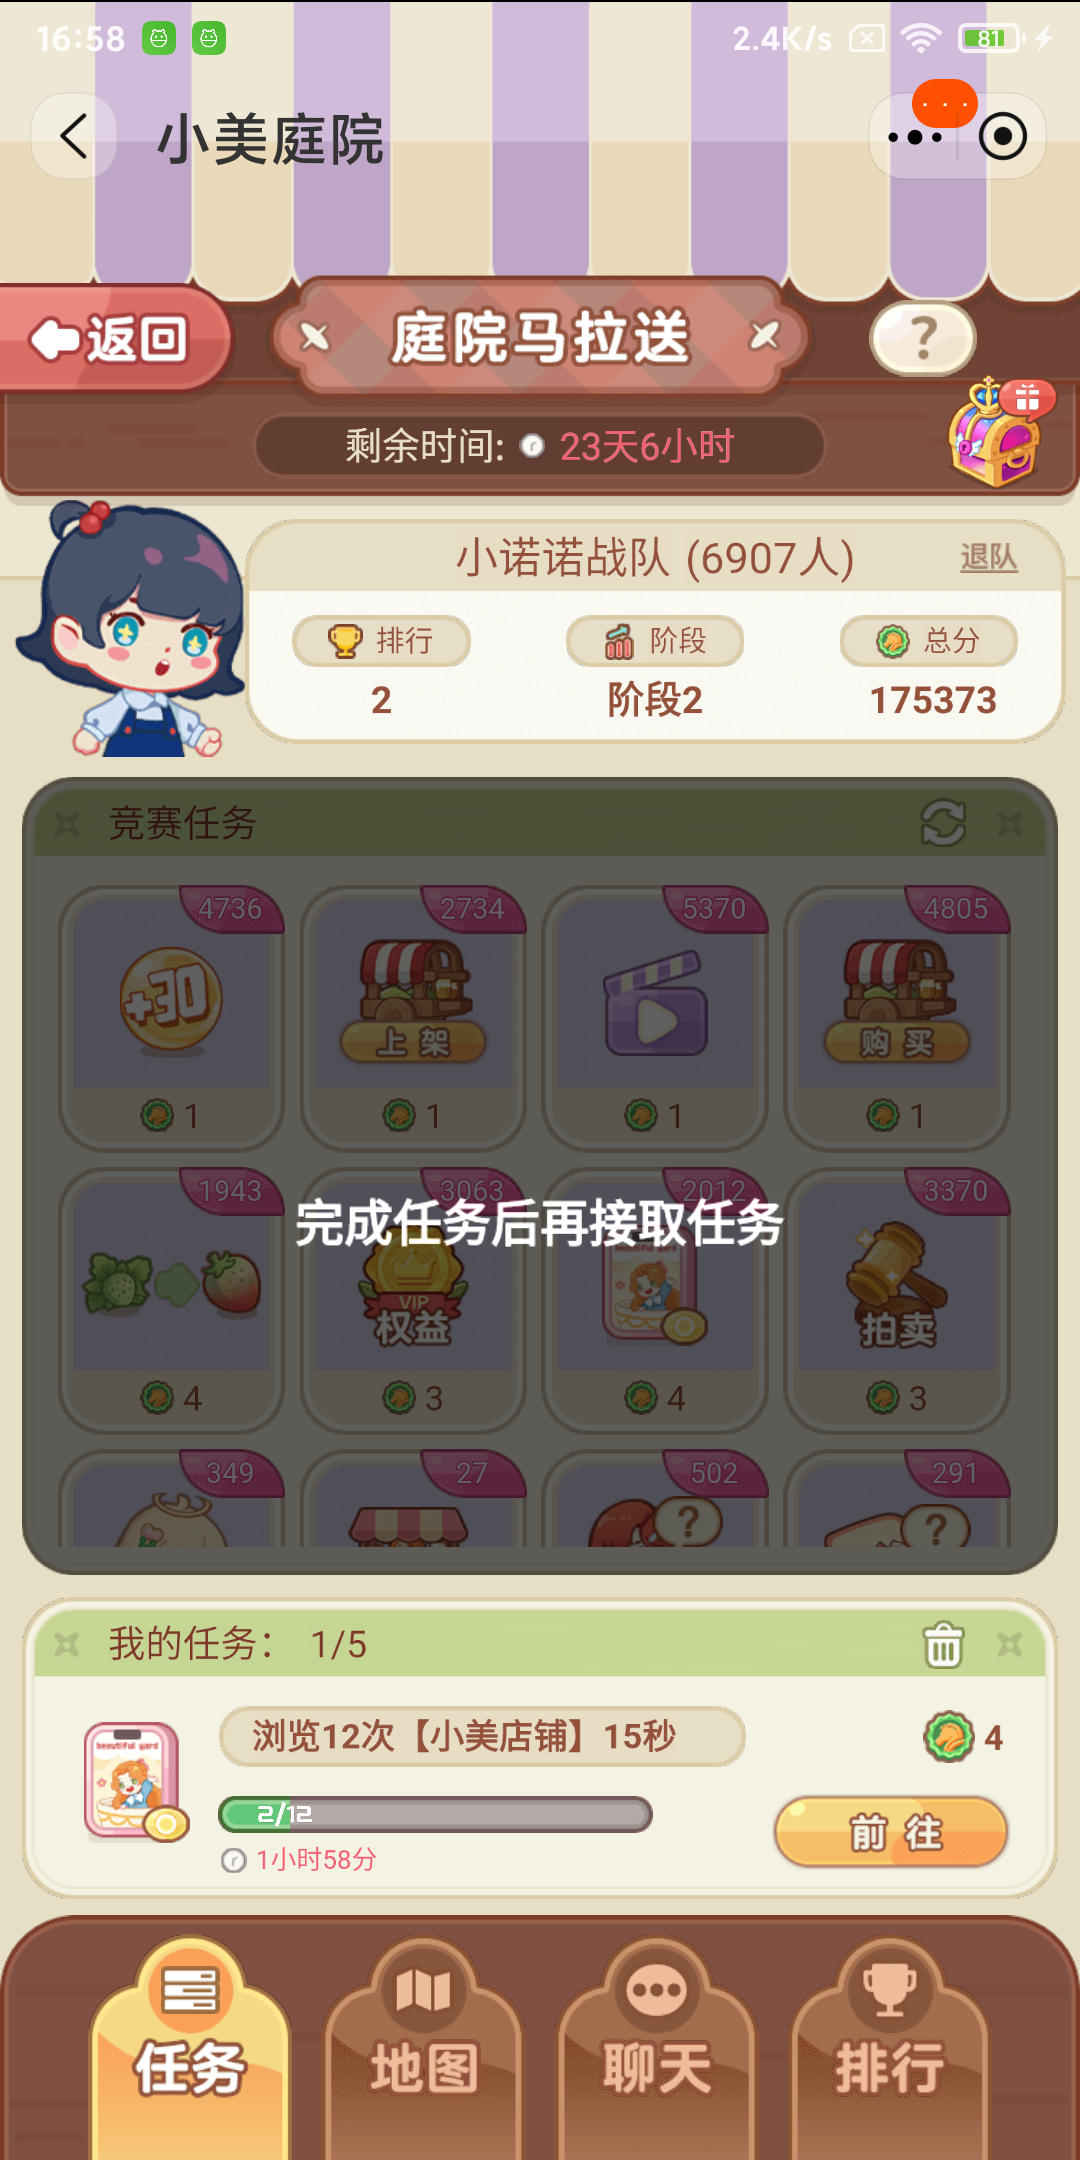 16:58
2.4K/s
81
小美庭院
返回
庭院马拉送
?
剩余时间: 23天6小时
小诺诺战队 (6907人)
退队
排行
阶段
总分
2
阶段2
175373
竞赛任务
4736
2734
5370
4805
+30
上架
购买
1
1
1
1
1943
3063
2012
3370
完成任务后再接取任务
beautiful yard
VIP
权益
拍卖
4
3
4
3
349
27
502
291
?
?
我的任务： 1/5
浏览12次【小美店铺】15秒
4
beautiful yard
2/12
前往
1小时58分
任务
地图
聊天
排行